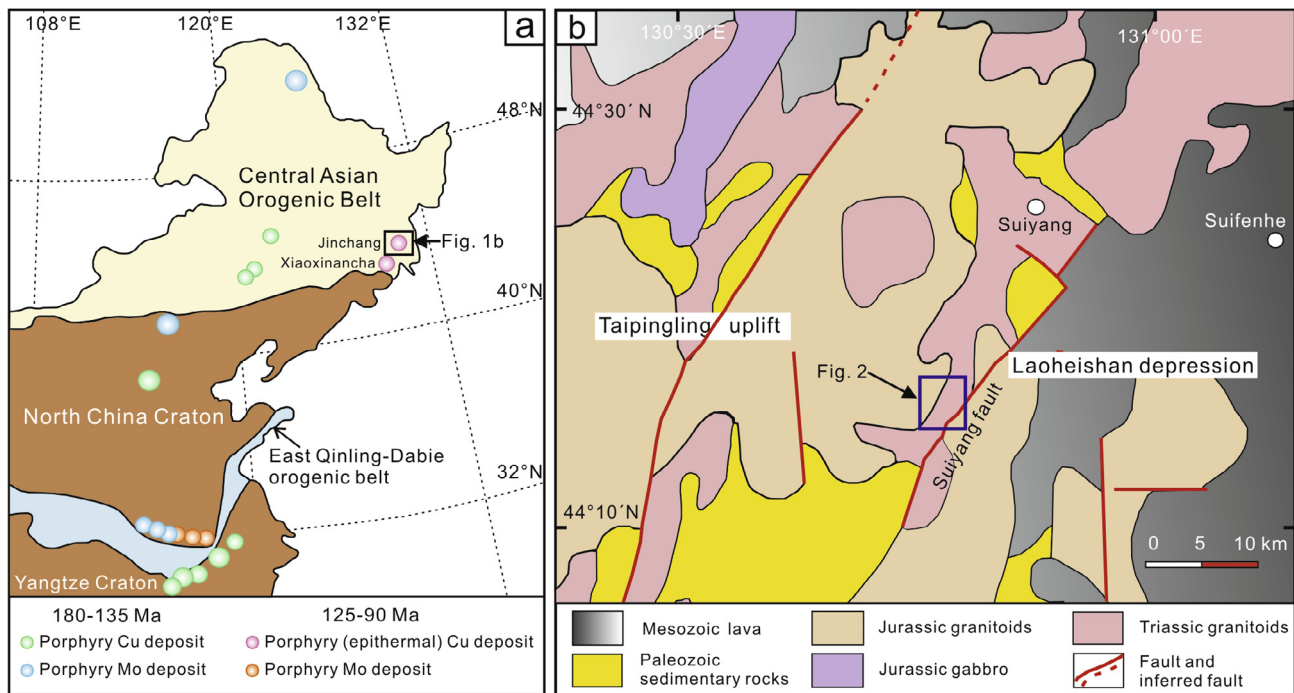 108°E
120°E
132°E
a
48°N
Central Asian
Orogenic Belt
Jinchang
Fig. 1b
Xiaoxinancha
40°N
North China Craton
East Qinling-Dabie
orogenic belt
32°N
Yangtze Craton
180-135 Ma
125-90 Ma
Porphyry Cu deposit
Porphyry (epithermal) Cu deposit
Porphyry Mo deposit
Porphyry Mo deposit
b
130°30´E
131°00´E
44°30´ N
Suiyang
Suifenhe
Taipingling uplift
Laoheishan depression
Fig. 2
Suiyang fault
44°10´N
0 5 10 km
Mesozoic lava
Jurassic granitoids
Triassic granitoids
Paleozoic
sedimentary rocks
Jurassic gabbro
Fault and
inferred fault